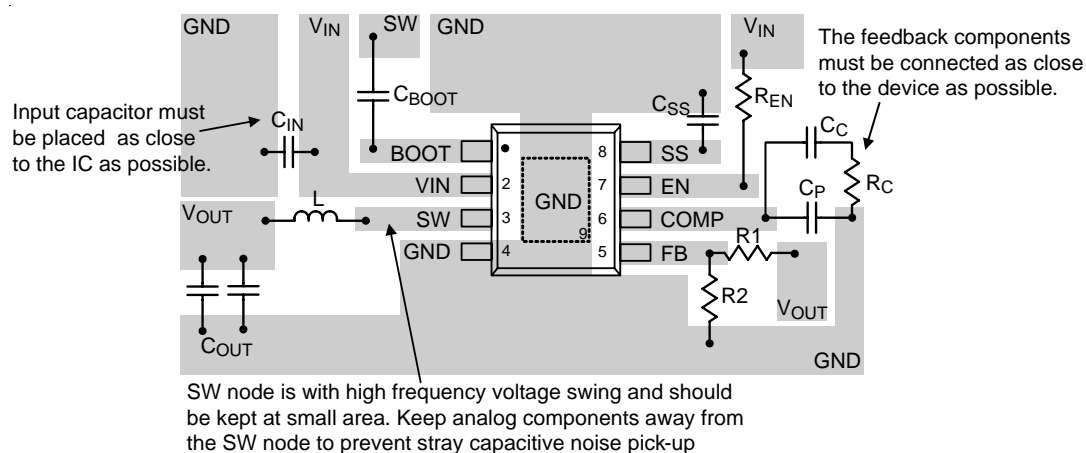 GND
VIN
SW
GND
VIN
The feedback components
must be connected as close
to the device as possible.
Input capacitor must
be placed as close
to the IC as possible.
CIN
CBOOT
CSS
REN
CC
RC
CP
BOOT
VIN
SW
GND
2
3
4
GND
9
8
7
6
5
SS
EN
COMP
FB
L
VOUT
COUT
R1
R2
VOUT
GND
SW node is with high frequency voltage swing and should
be kept at small area. Keep analog components away from
the SW node to prevent stray capacitive noise pick-up